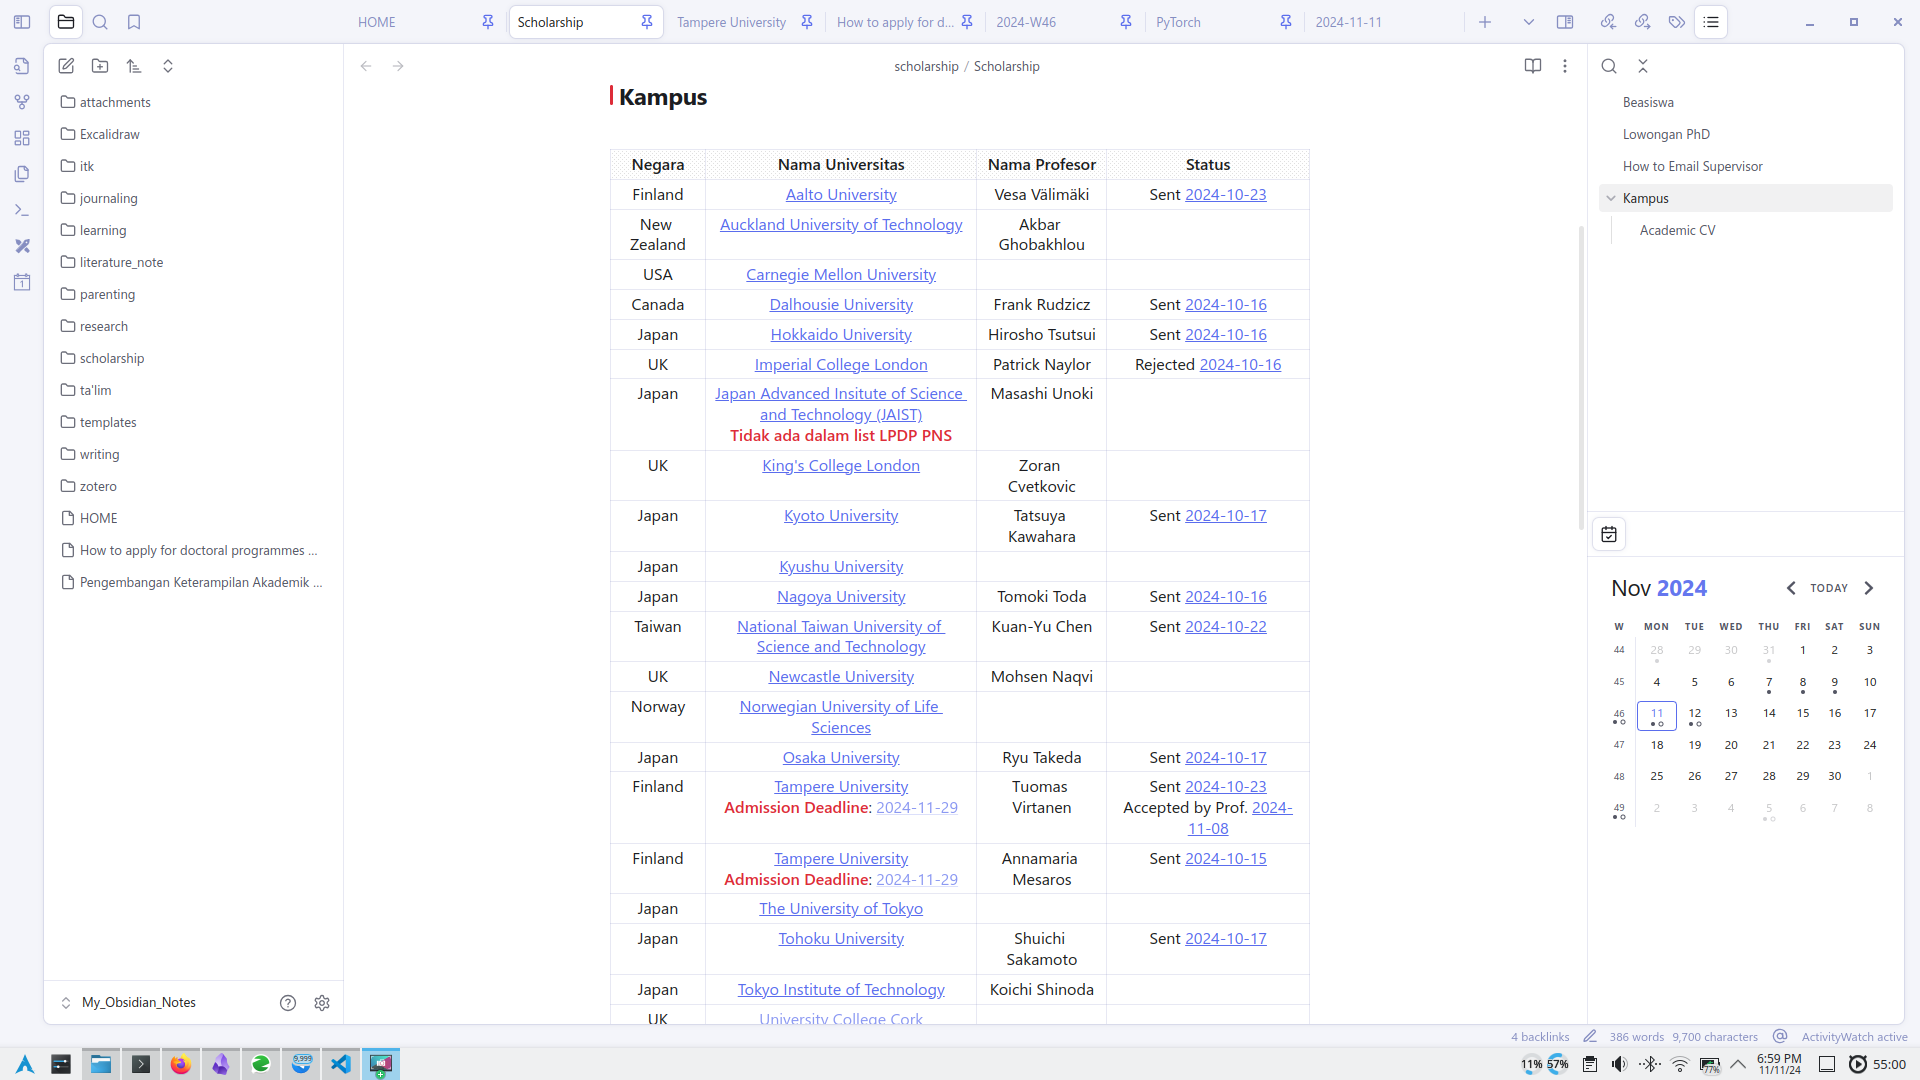 HOME
Scholarship
Tampere University
How to apply for d...
2024-W46
PyTorch
2024-11-11
scholarship / Scholarship
attachments
Excalidraw
itk
journaling
learning
literature_note
parenting
research
scholarship
ta'lim
templates
writing
zotero
HOME
How to apply for doctoral programmes ...
Pengembangan Keterampilan Akademik ...
My_Obsidian_Notes
Kampus
Negara Nama Universitas Nama Profesor Status
Finland Aalto University Vesa Välimäki Sent 2024-10-23
New Zealand Auckland University of Technology Akbar Ghobakhlou
USA Carnegie Mellon University
Canada Dalhousie University Frank Rudzicz Sent 2024-10-16
Japan Hokkaido University Hirosho Tsutsui Sent 2024-10-16
UK Imperial College London Patrick Naylor Rejected 2024-10-16
Japan Japan Advanced Insitute of Science and Technology (JAIST) Tidak ada dalam list LPDP PNS Masashi Unoki
UK King's College London Zoran Cvetkovic
Japan Kyoto University Tatsuya Kawahara Sent 2024-10-17
Japan Kyushu University
Japan Nagoya University Tomoki Toda Sent 2024-10-16
Taiwan National Taiwan University of Science and Technology Kuan-Yu Chen Sent 2024-10-22
UK Newcastle University Mohsen Naqvi
Norway Norwegian University of Life Sciences
Japan Osaka University Ryu Takeda Sent 2024-10-17
Finland Tampere University Admission Deadline: 2024-11-29 Tuomas Virtanen Sent 2024-10-23 Accepted by Prof. 2024-11-08
Finland Tampere University Admission Deadline: 2024-11-29 Annamaria Mesaros Sent 2024-10-15
Japan The University of Tokyo
Japan Tohoku University Shuichi Sakamoto Sent 2024-10-17
Japan Tokyo Institute of Technology Koichi Shinoda
UK University College Cork
Beasiswa
Lowongan PhD
How to Email Supervisor
Kampus
Academic CV
Nov 2024 TODAY
W MON TUE WED THU FRI SAT SUN
44 28 29 30 31 1 2 3
45 4 5 6 7 8 9 10
46 11 12 13 14 15 16 17
47 18 19 20 21 22 23 24
48 25 26 27 28 29 30 1
49 2 3 4 5 6 7 8
4 backlinks 386 words 9,700 characters ActivityWatch active
9,999
11% 57% 77% 6:59 PM 55:00
11/11/24